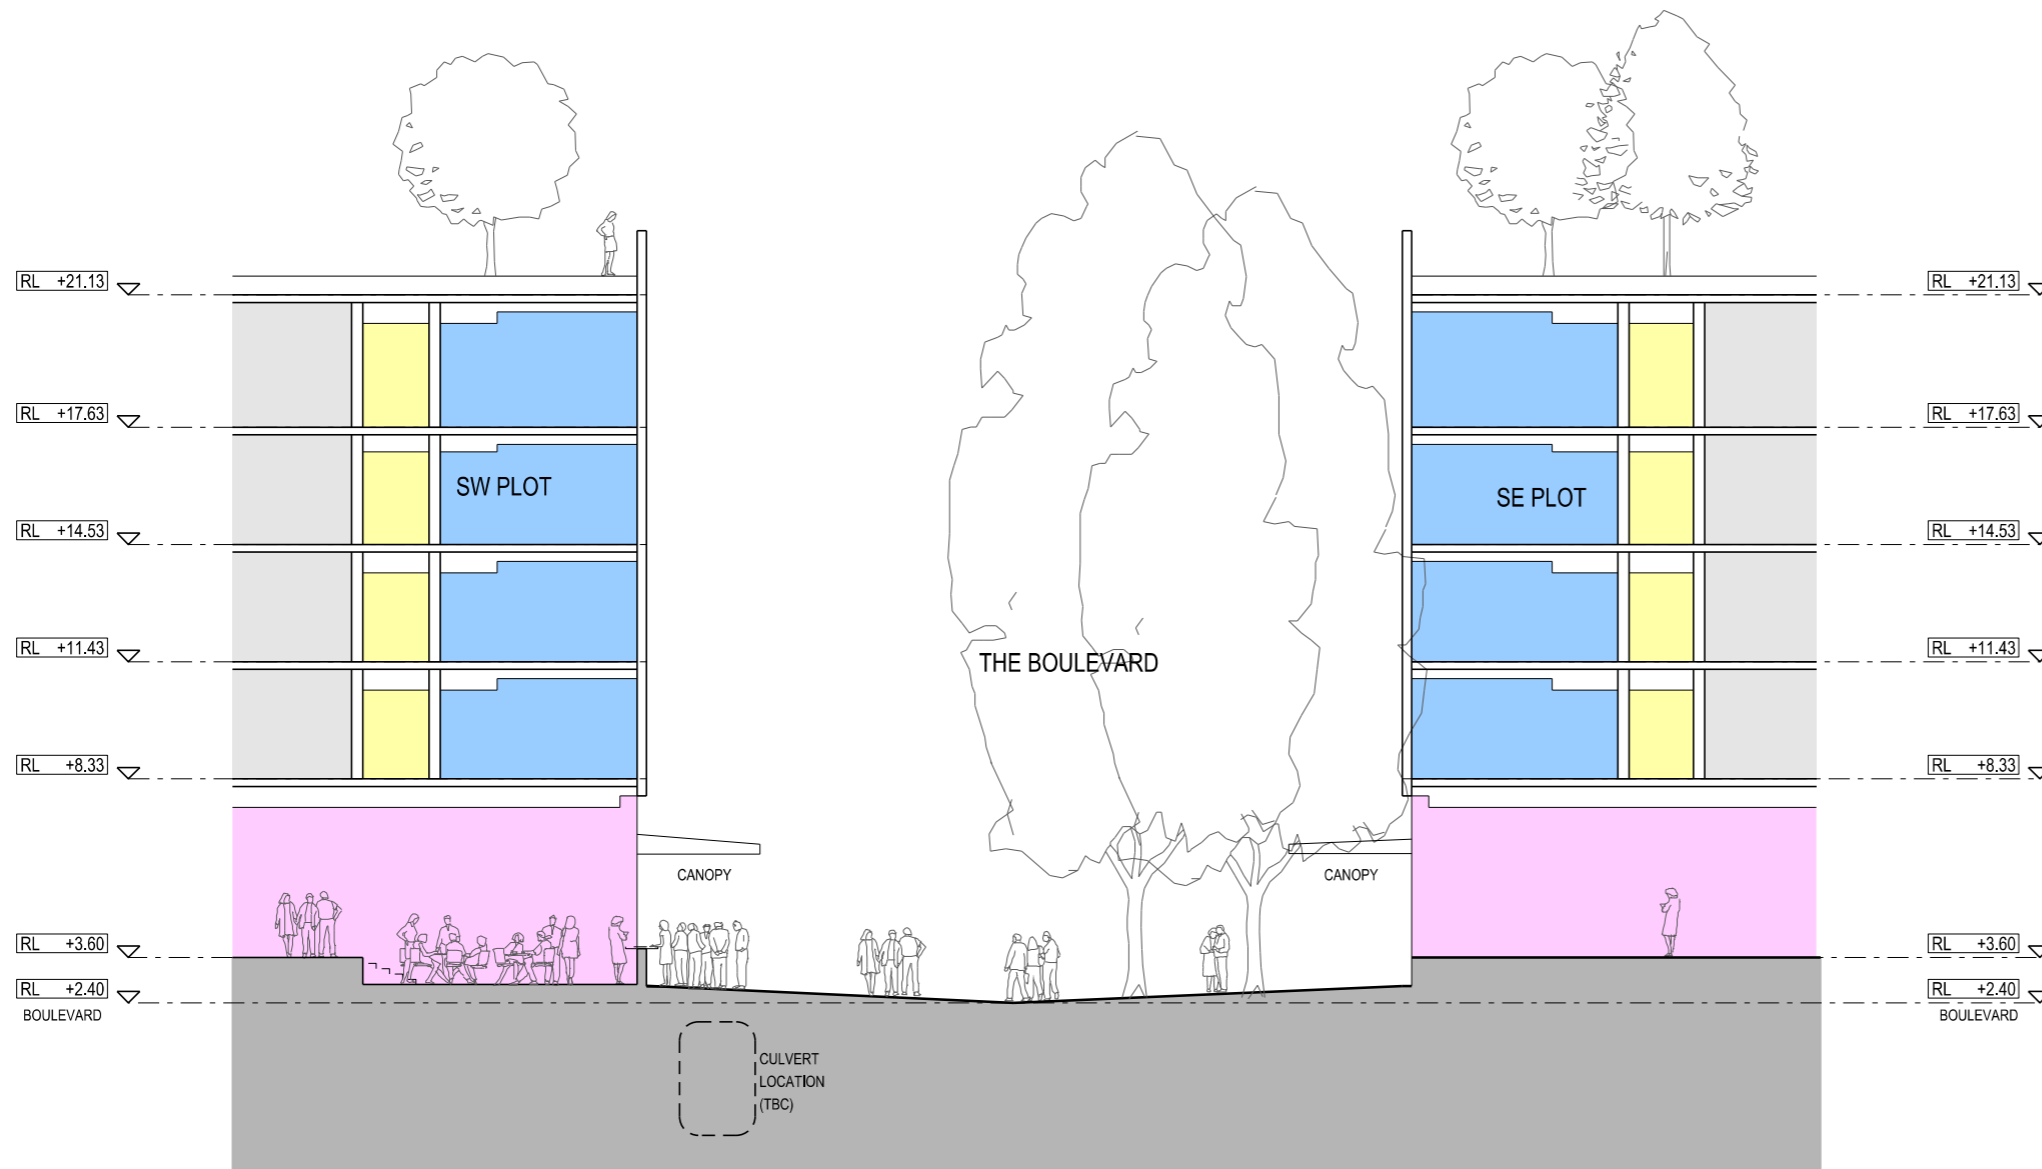 RL +21.13
RL +21.13
RL +17.63
RL +17.63
SW PLOT
SE PLOT
RL +14.53
RL +14.53
RL +11.43
THE BOULEVARD
RL +11.43
RL +8.33
RL +8.33
CANOPY
CANOPY
RL +3.60
RL +3.60
RL +2.40
RL +2.40
BOULEVARD
BOULEVARD
CULVERT
LOCATION
(TBC)